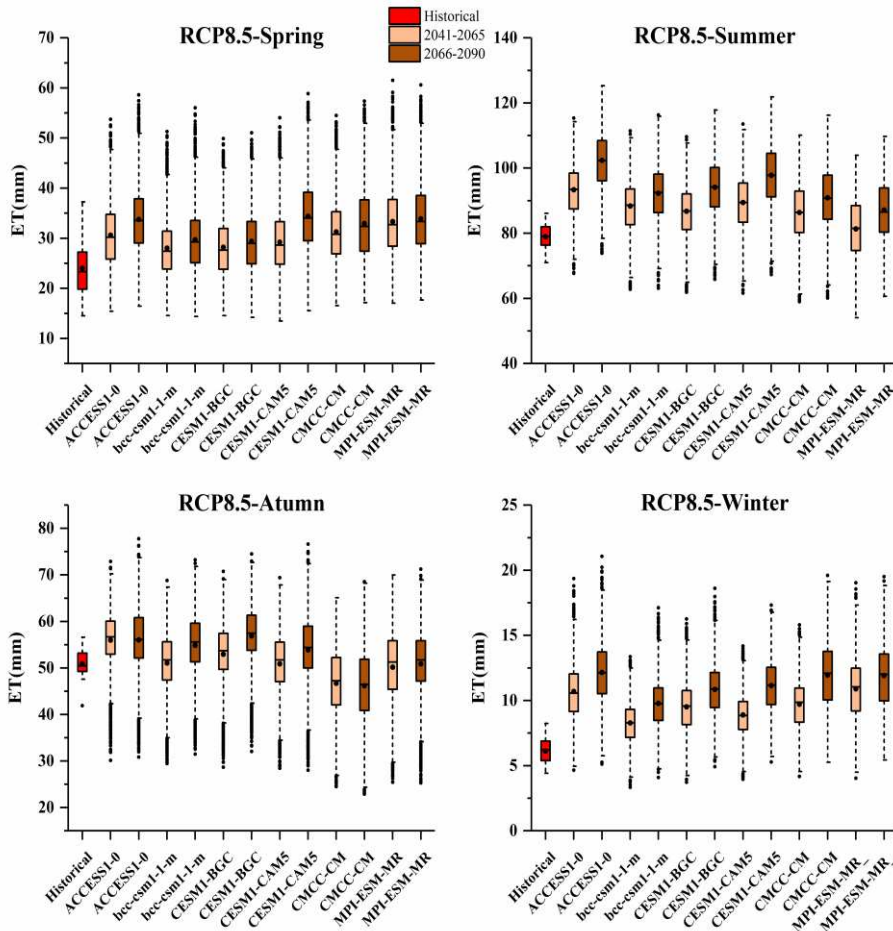 Historical
2041-2065
2066-2090
RCP8.5-Spring
ET(mm)
70
60
50
40
30
20
10
Historical
ACCESS1-0
ACCESS1-0
bcc-csm1-1-m
bcc-csm1-1-m
CESM1-BGC
CESM1-BGC
CESM1-CAM5
CESM1-CAM5
CMCC-CM
CMCC-CM
MPI-ESM-MR
MPI-ESM-MR
RCP8.5-Summer
ET(mm)
140
120
100
80
60
40
Historical
ACCESS1-0
ACCESS1-0
bcc-csm1-1-m
bcc-csm1-1-m
CESM1-BGC
CESM1-BGC
CESM1-CAM5
CESM1-CAM5
CMCC-CM
CMCC-CM
MPI-ESM-MR
MPI-ESM-MR
RCP8.5-Atumn
ET(mm)
80
70
60
50
40
30
20
Historical
ACCESS1-0
ACCESS1-0
bcc-csm1-1-m
bcc-csm1-1-m
CESM1-BGC
CESM1-BGC
CESM1-CAM5
CESM1-CAM5
CMCC-CM
CMCC-CM
MPI-ESM-MR
MPI-ESM-MR
RCP8.5-Winter
ET(mm)
25
20
15
10
5
0
Historical
ACCESS1-0
ACCESS1-0
bcc-csm1-1-m
bcc-csm1-1-m
CESM1-BGC
CESM1-BGC
CESM1-CAM5
CESM1-CAM5
CMCC-CM
CMCC-CM
MPI-ESM-MR_
MPI-ESM-MR_